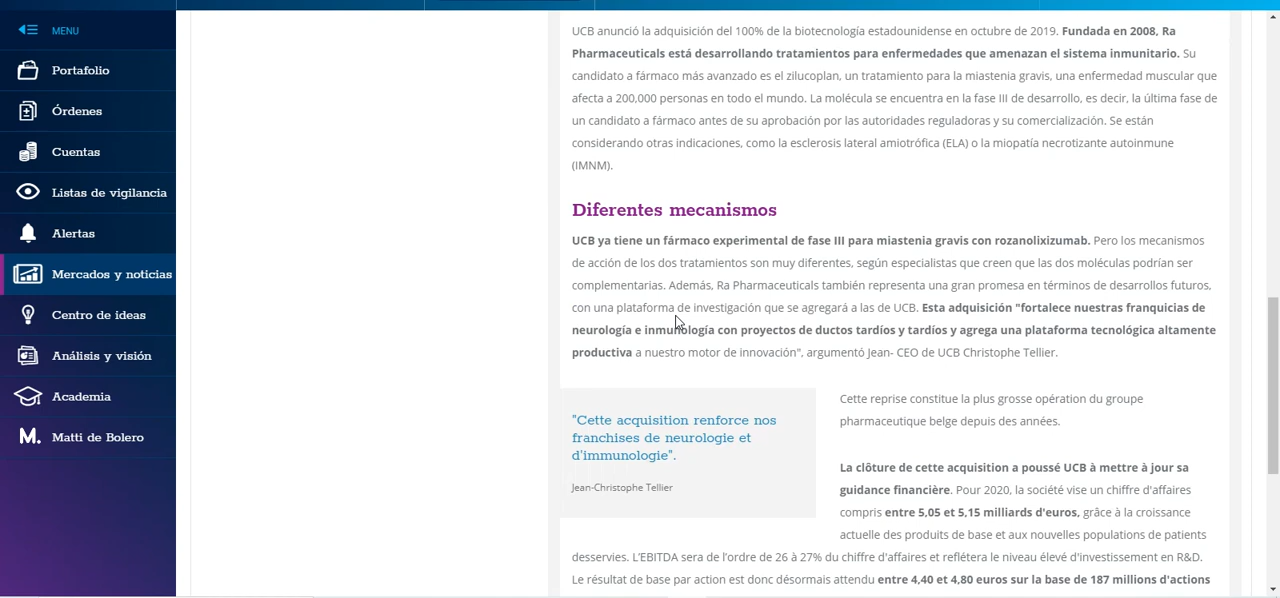 MENU
Portafolio
Órdenes
Cuentas
Listas de vigilancia
Alertas
Mercados y noticias
Centro de ideas
Análisis y visión
Academia
M. Matti de Bolero
UCB anunció la adquisición del 100% de la biotecnología estadounidense en octubre de 2019. Fundada en 2008, Ra
Pharmaceuticals está desarrollando tratamientos para enfermedades que amenazan el sistema inmunitario. Su
candidato a fármaco más avanzado es el zilucoplan, un tratamiento para la miastenia gravis, una enfermedad muscular que
afecta a 200,000 personas en todo el mundo. La molécula se encuentra en la fase III de desarrollo, es decir, la última fase de
un candidato a fármaco antes de su aprobación por las autoridades reguladoras y su comercialización. Se están
considerando otras indicaciones, como la esclerosis lateral amiotrófica (ELA) o la miopatía necrotizante autoinmune
(IMNM).
Diferentes mecanismos
UCB ya tiene un fármaco experimental de fase III para miastenia gravis con rozanolixizumab. Pero los mecanismos
de acción de los dos tratamientos son muy diferentes, según especialistas que creen que las dos moléculas podrían ser
complementarias. Además, Ra Pharmaceuticals también representa una gran promesa en términos de desarrollos futuros,
con una plataforma de investigación que se agregará a las de UCB. Esta adquisición "fortalece nuestras franquicias de
neurología e inmunología con proyectos de ductos tardíos y tardíos y agrega una plataforma tecnológica altamente
productiva a nuestro motor de innovación", argumentó Jean- CEO de UCB Christophe Tellier.
"Cette acquisition renforce nos
franchises de neurologie et
d'immunologie".
Jean-Christophe Tellier
Cette reprise constitue la plus grosse opération du groupe
pharmaceutique belge depuis des années.
La clôture de cette acquisition a poussé UCB à mettre à jour sa
guidance financière. Pour 2020, la société vise un chiffre d'affaires
compris entre 5,05 et 5,15 milliards d'euros, grâce à la croissance
actuelle des produits de base et aux nouvelles populations de patients
desservies. L'EBITDA sera de l'ordre de 26 à 27% du chiffre d'affaires et reflétera le niveau élevé d'investissement en R&D.
Le résultat de base par action est donc désormais attendu entre 4,40 et 4,80 euros sur la base de 187 millions d'actions